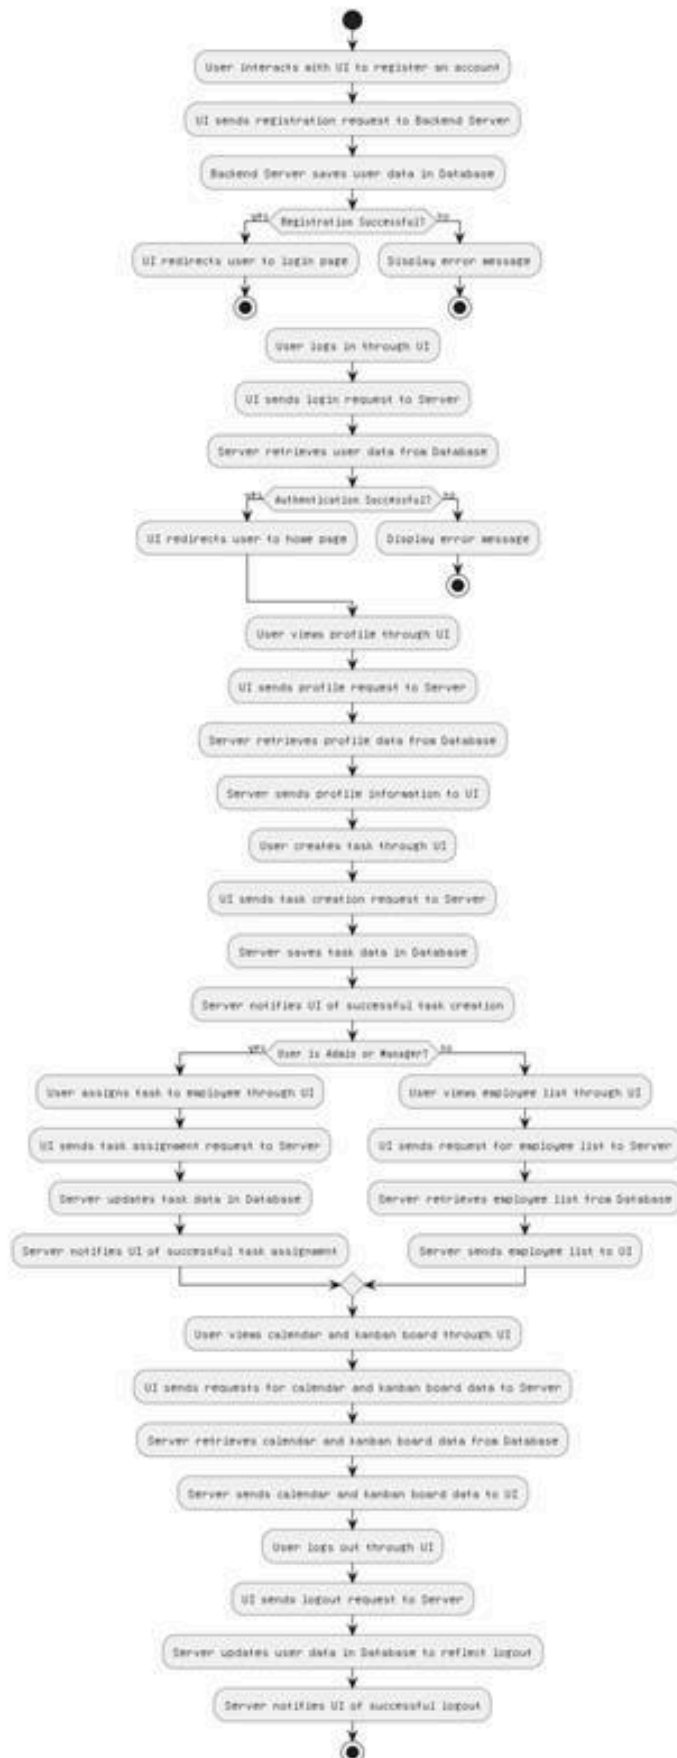 User interacts with UI to register an account
UI sends registration request to Backend Server
Backend Server saves user data in Database
yes
Registration Successful?
no
UI redirects user to login page
Display error message
User logs in through UI
UI sends login request to Server
Server retrieves user data from Database
yes
Authentication Successful?
no
UI redirects user to home page
Display error message
User views profile through UI
UI sends profile request to Server
Server retrieves profile data from Database
Server sends profile information to UI
User creates task through UI
UI sends task creation request to Server
Server saves task data in Database
Server notifies UI of successful task creation
yes
User is Admin or Manager?
no
User assigns task to employee through UI
User views employee list through UI
UI sends task assignment request to Server
UI sends request for employee list to Server
Server updates task data in Database
Server retrieves employee list from Database
Server notifies UI of successful task assignment
Server sends employee list to UI
User views calendar and kanban board through UI
UI sends requests for calendar and kanban board data to Server
Server retrieves calendar and kanban board data from Database
Server sends calendar and kanban board data to UI
User logs out through UI
UI sends logout request to Server
Server updates user data in Database to reflect logout
Server notifies UI of successful logout